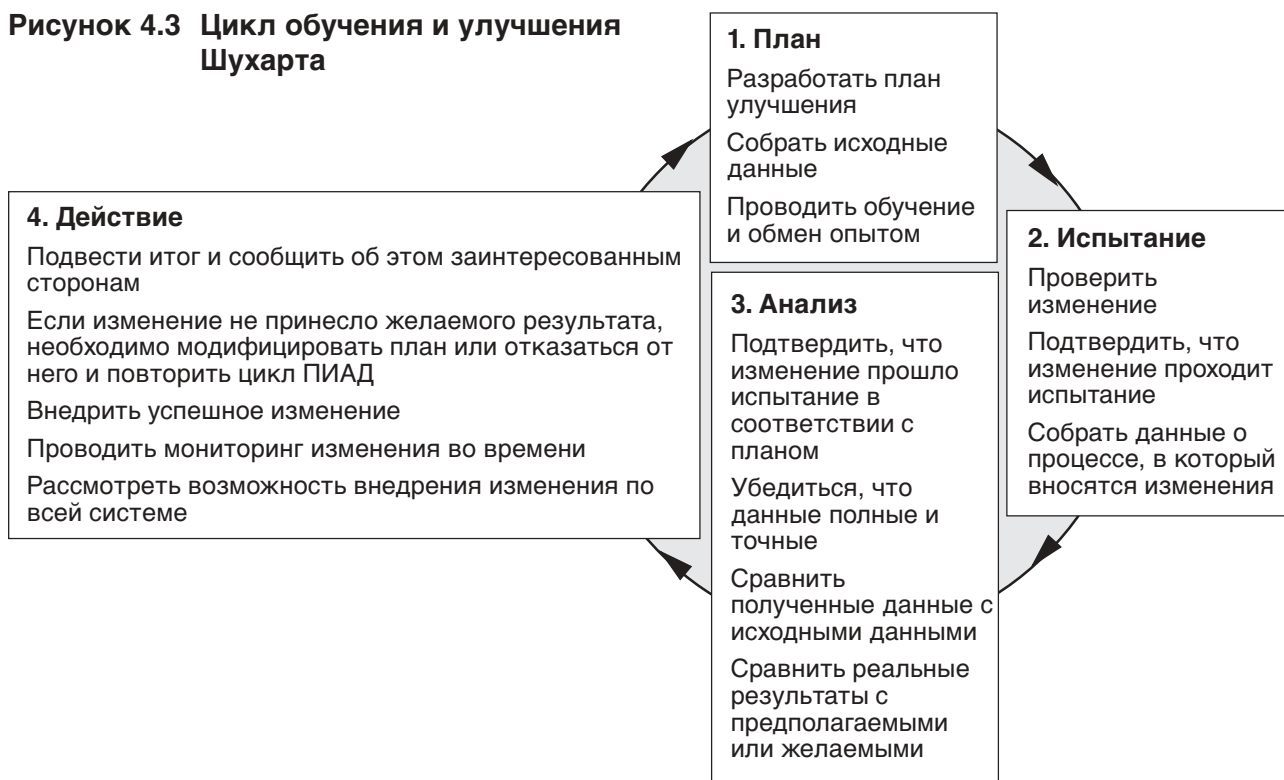 Рисунок 4.3 Цикл обучения и улучшения
Шухарта
1. План
Разработать план
улучшения
Собрать исходные
данные
Проводить обучение
и обмен опытом
2. Испытание
Проверить
изменение
Подтвердить, что
изменение проходит
испытание
Собрать данные о
процессе, в который
вносятся изменения
3. Анализ
Подтвердить, что
изменение прошло
испытание в
соответствии с
планом
Убедиться, что
данные полные и
точные
Сравнить
полученные данные с
исходными данными
Сравнить реальные
результаты с
предполагаемыми
или желаемыми
4. Действие
Подвести итог и сообщить об этом заинтересованным
сторонам
Если изменение не принесло желаемого результата,
необходимо модифицировать план или отказаться от
него и повторить цикл ПИАД
Внедрить успешное изменение
Проводить мониторинг изменения во времени
Рассмотреть возможность внедрения изменения по
всей системе